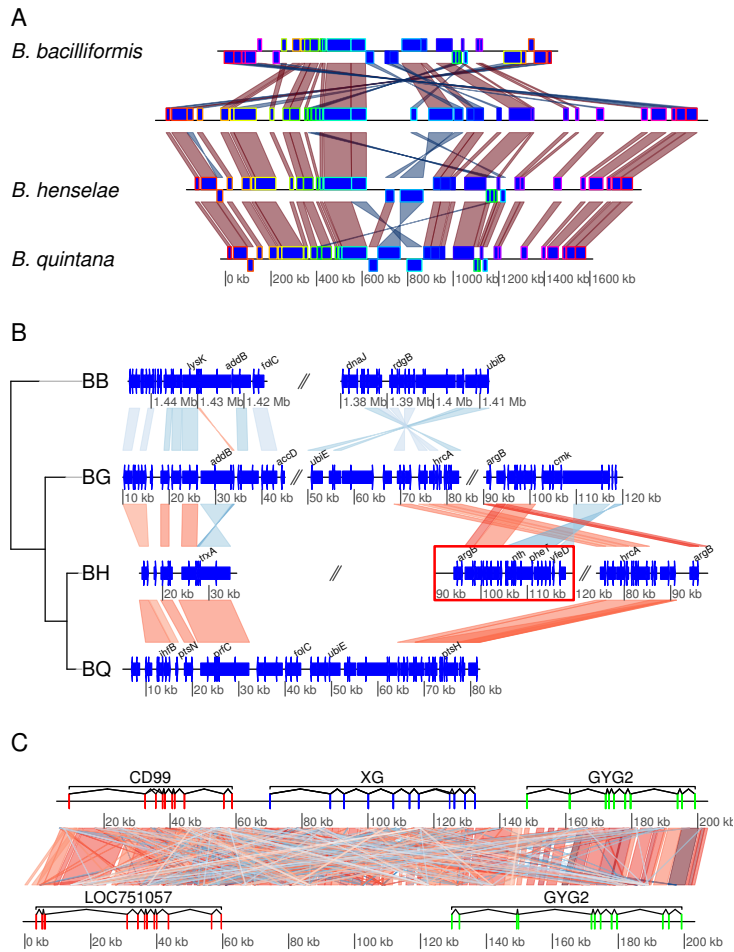 A
B. bacilliformis
B. henselae
B. quintana
0 kb 200 kb 400 kb 600 kb 800 kb 1000 kb 1200 kb 1400 kb 1600 kb
B
BB
lysK addB folC // dnaJ rdgB ubiB
1.44 Mb 1.43 Mb 1.42 Mb 1.38 Mb 1.39 Mb 1.4 Mb 1.41 Mb
BG
addB accD // ubiE hrcA // argB cmk
10 kb 20 kb 30 kb 40 kb 50 kb 60 kb 70 kb 80 kb 90 kb 100 kb 110 kb 120 kb
BH
trxA // argB nth pheT yfeD // hrcA argB
20 kb 30 kb 90 kb 100 kb 110 kb 120 kb 80 kb 90 kb
BQ
ihfB ptsN prfC folC ubiE ptsH
10 kb 20 kb 30 kb 40 kb 50 kb 60 kb 70 kb 80 kb
C
CD99 XG GYG2
20 kb 40 kb 60 kb 80 kb 100 kb 120 kb 140 kb 160 kb 180 kb 200 kb
LOC751057 GYG2
0 kb 20 kb 40 kb 60 kb 80 kb 100 kb 120 kb 140 kb 160 kb 180 kb 200 kb